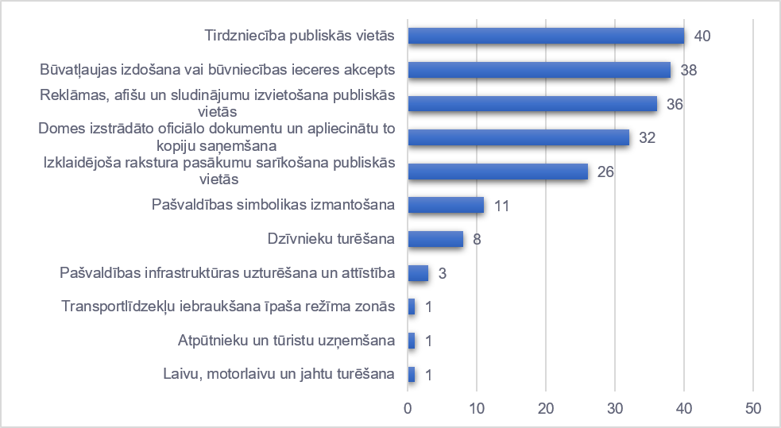 Tirdzniecība publiskās vietās
40
Būvatļaujas izdošana vai būvniecības ieceres akcepts
38
Reklāmas, afišu un sludinājumu izvietošana publiskās
vietās
36
Domes izstrādāto oficiālo dokumentu un apliecinātu to
kopiju saņemšana
32
Izklaidējoša rakstura pasākumu sarīkošana publiskās
vietās
26
Pašvaldības simbolikas izmantošana
11
Dzīvnieku turēšana
8
Pašvaldības infrastruktūras uzturēšana un attīstība
3
Transportlīdzekļu iebraukšana īpaša režīma zonās
1
Atpūtnieku un tūristu uzņemšana
1
Laivu, motorlaivu un jahtu turēšana
1
0 10 20 30 40 50